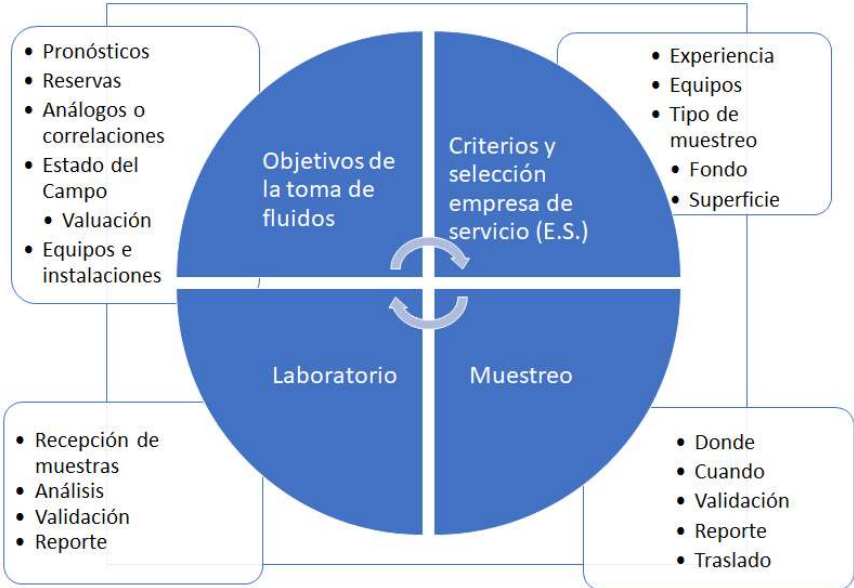 • Pronósticos
• Reservas
• Análogos o
correlaciones
• Estado del
Campo
• Valuación
• Equipos e
instalaciones
Objetivos de
la toma de
fluidos
Criterios y
selección
empresa de
servicio (E.S.)
• Experiencia
• Equipos
• Tipo de
muestreo
• Fondo
• Superficie
Laboratorio
Muestreo
• Recepción de
muestras
• Análisis
• Validación
• Reporte
• Donde
• Cuando
• Validación
• Reporte
• Traslado